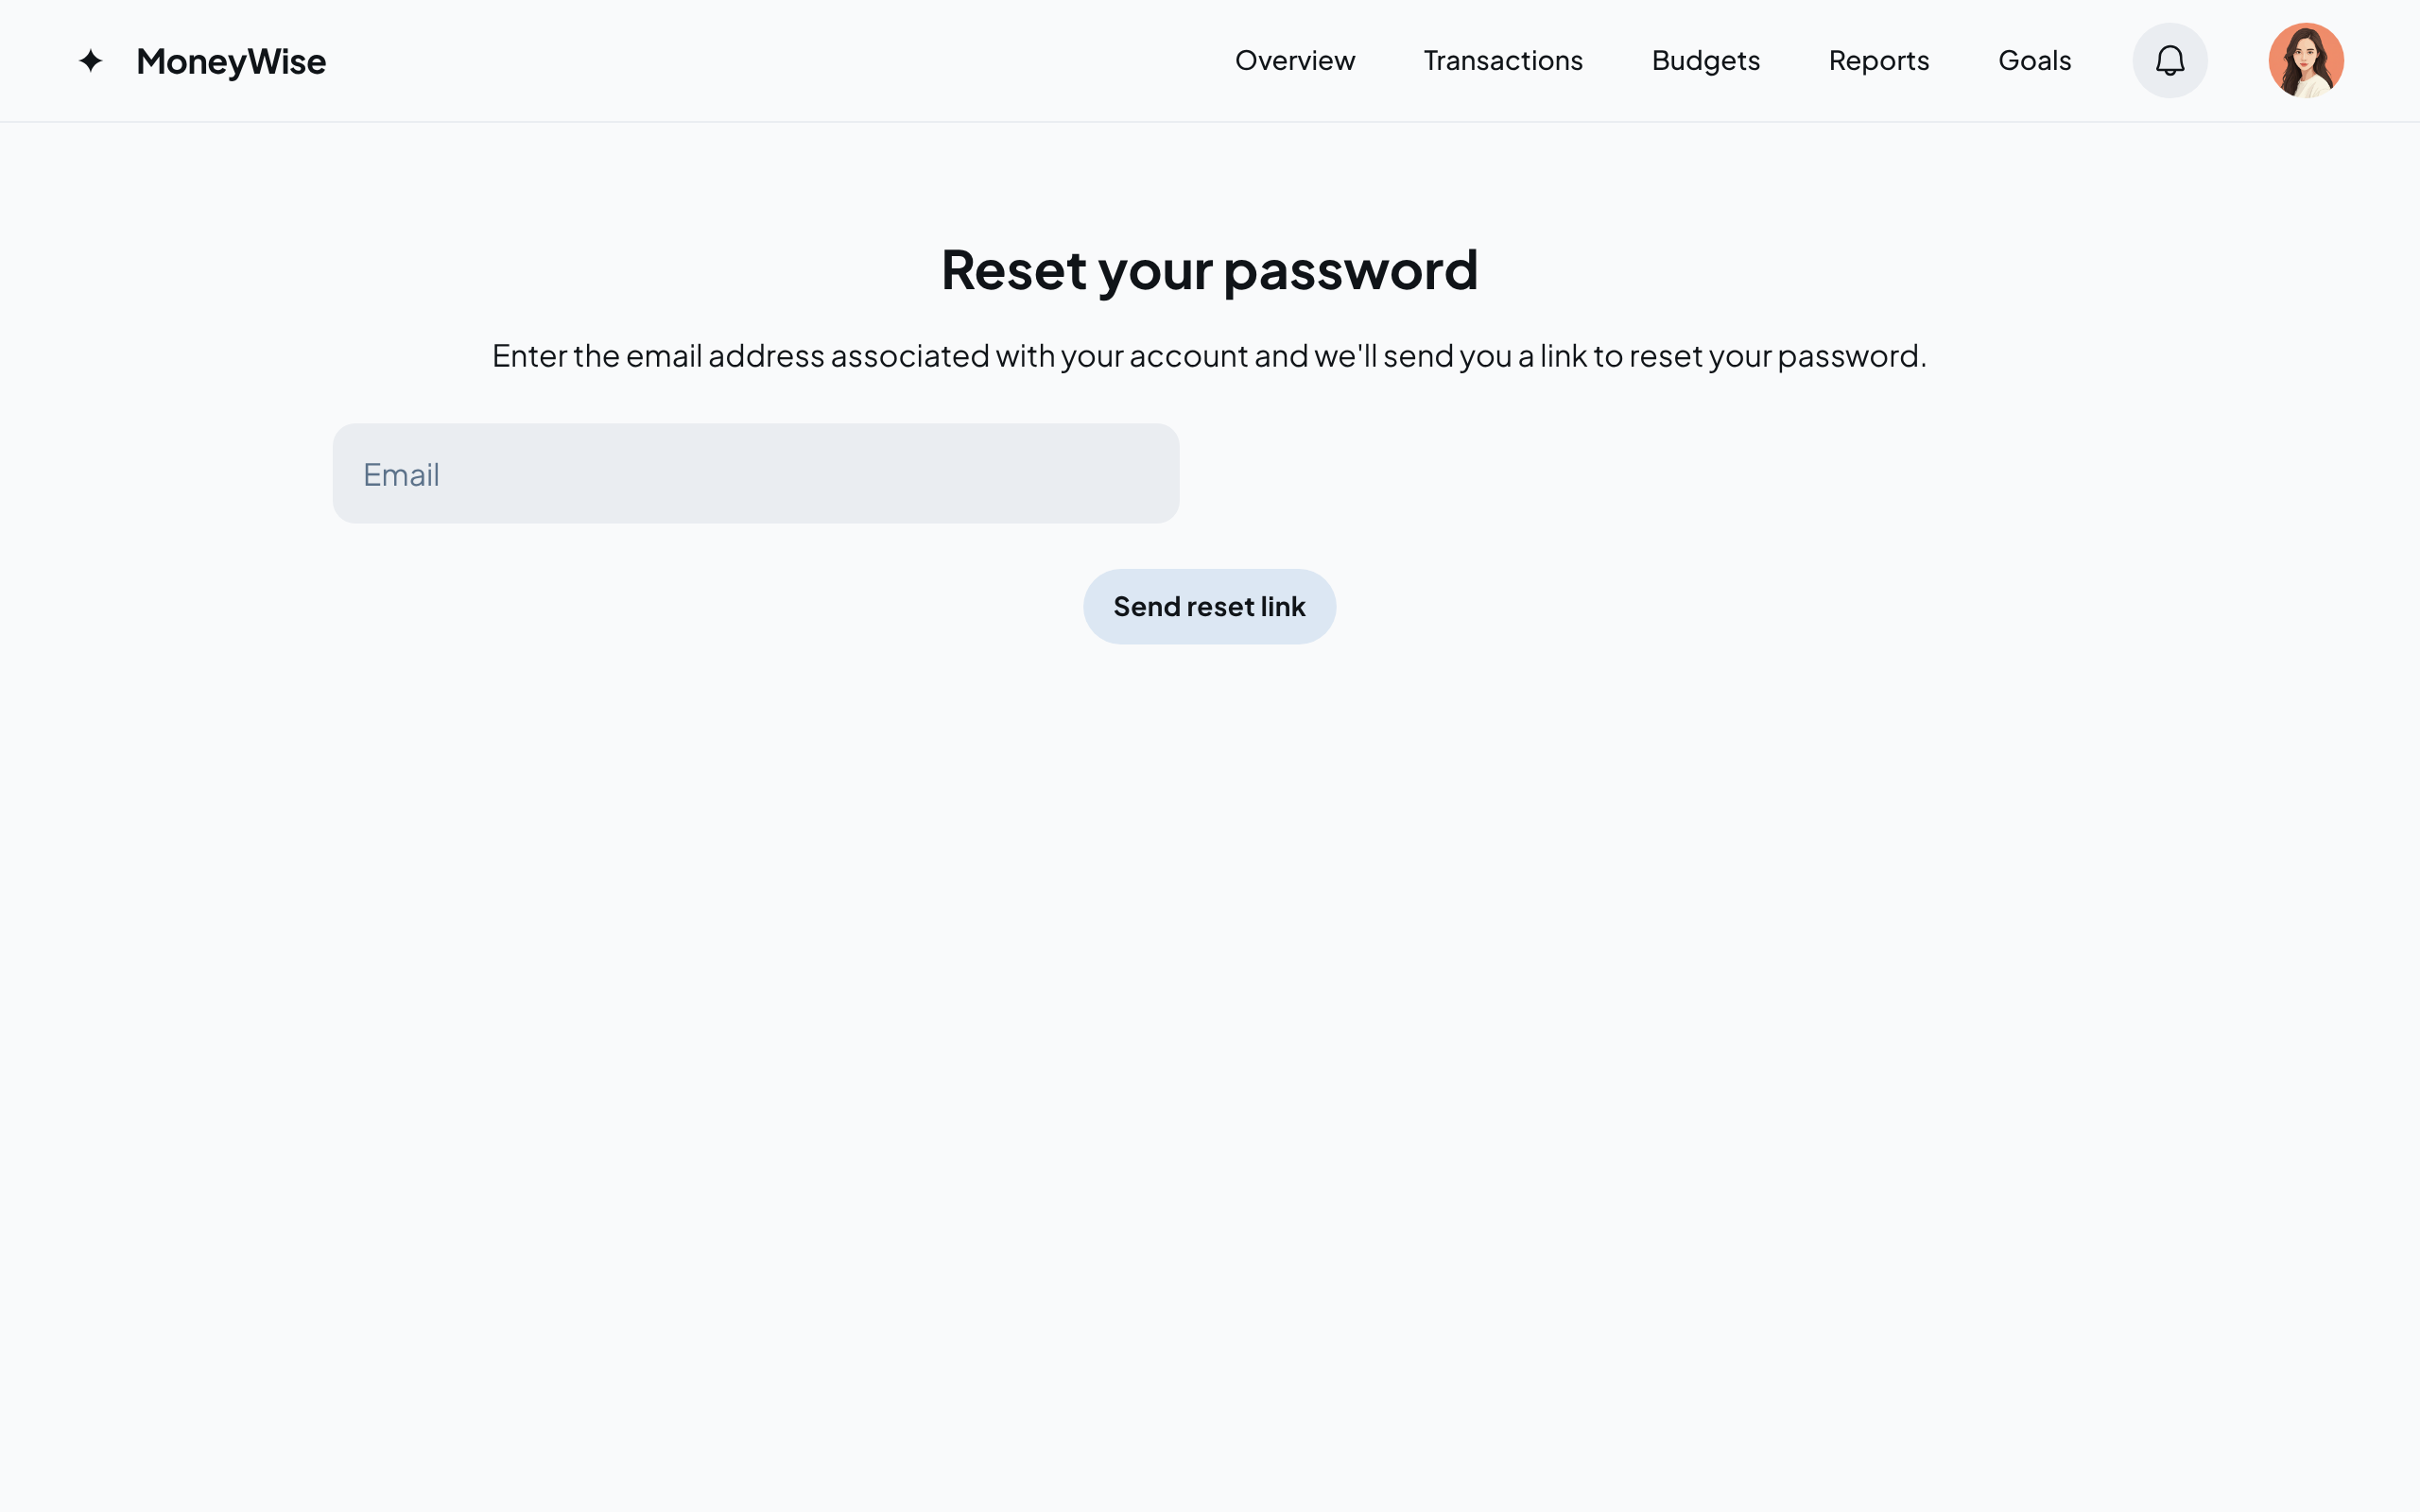 MoneyWise
Overview Transactions Budgets Reports Goals
Reset your password
Enter the email address associated with your account and we'll send you a link to reset your password.
Email
Send reset link